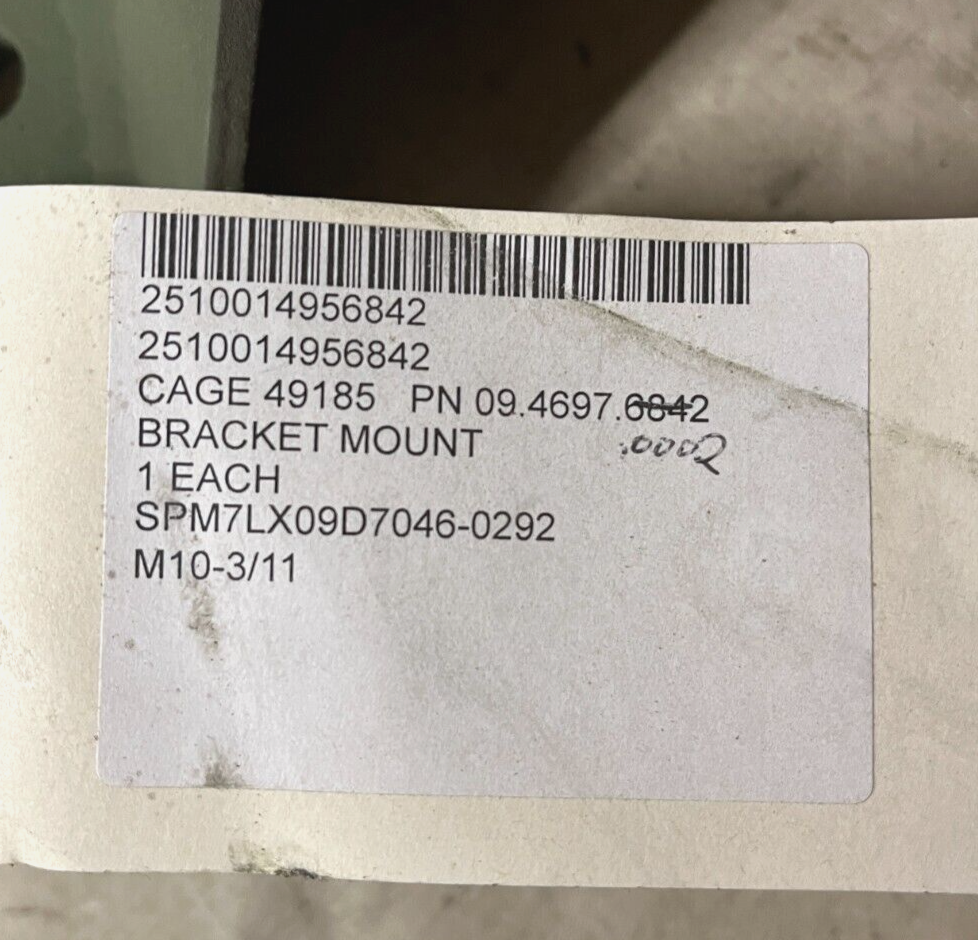 2510014956842
2510014956842
CAGE 49185 PN 09.4697.6842
BRACKET MOUNT .0002
1 EACH
SPM7LX09D7046-0292
M10-3/11